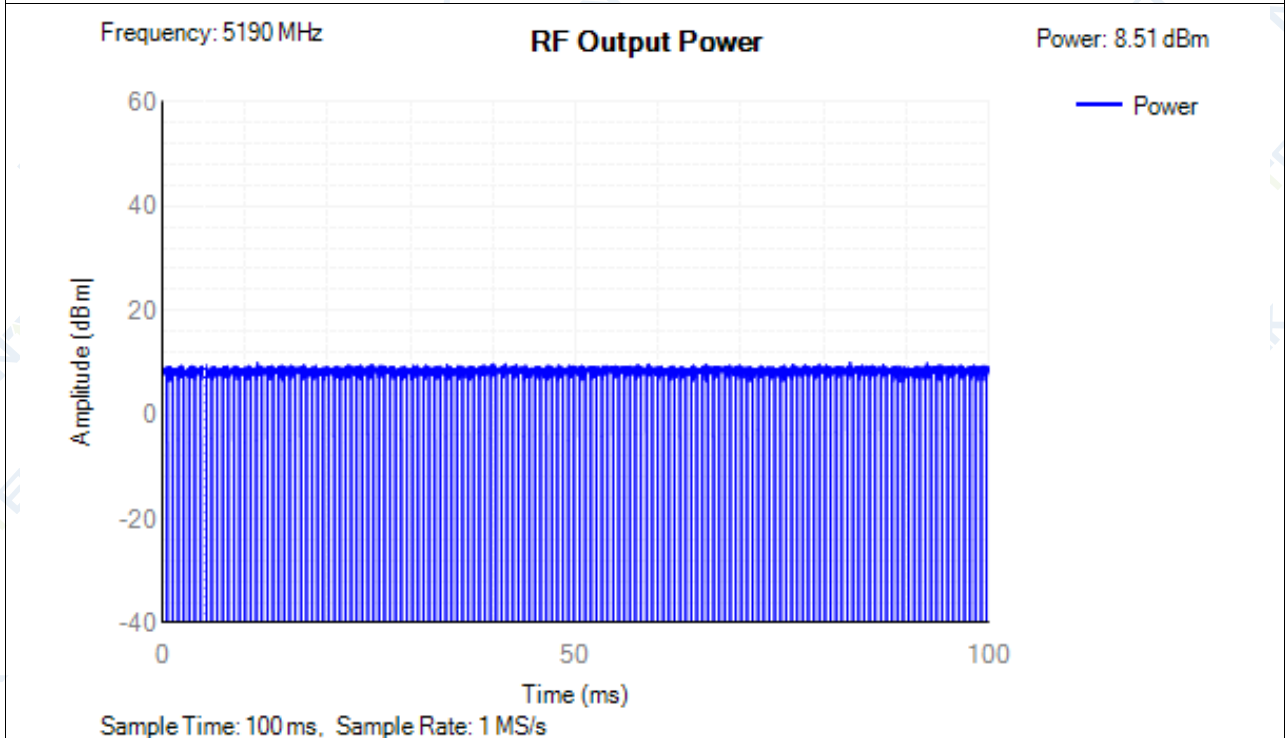 Frequency: 5190 MHz
RF Output Power
Power: 8.51 dBm
Power
60
40
20
0
-20
-40
Amplitude (dBm)
0
50
100
Time (ms)
Sample Time: 100 ms, Sample Rate: 1 MS/s